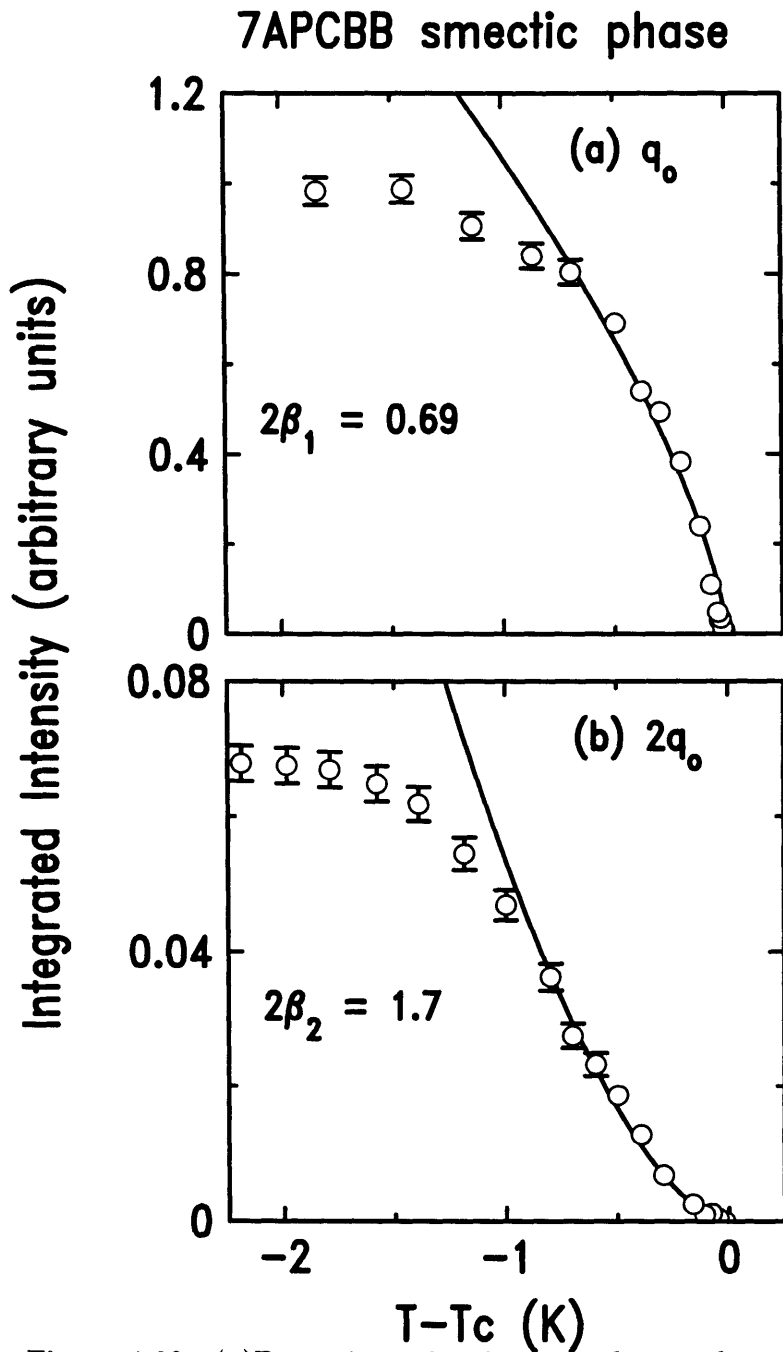 7APCBB smectic phase
Integrated Intensity (arbitrary units)
1.2
0.8
0.4
0
(a) q₀
2β₁ = 0.69
0.08
0.04
0
(b) 2q₀
2β₂ = 1.7
−2
−1
0
T−Tc (K)